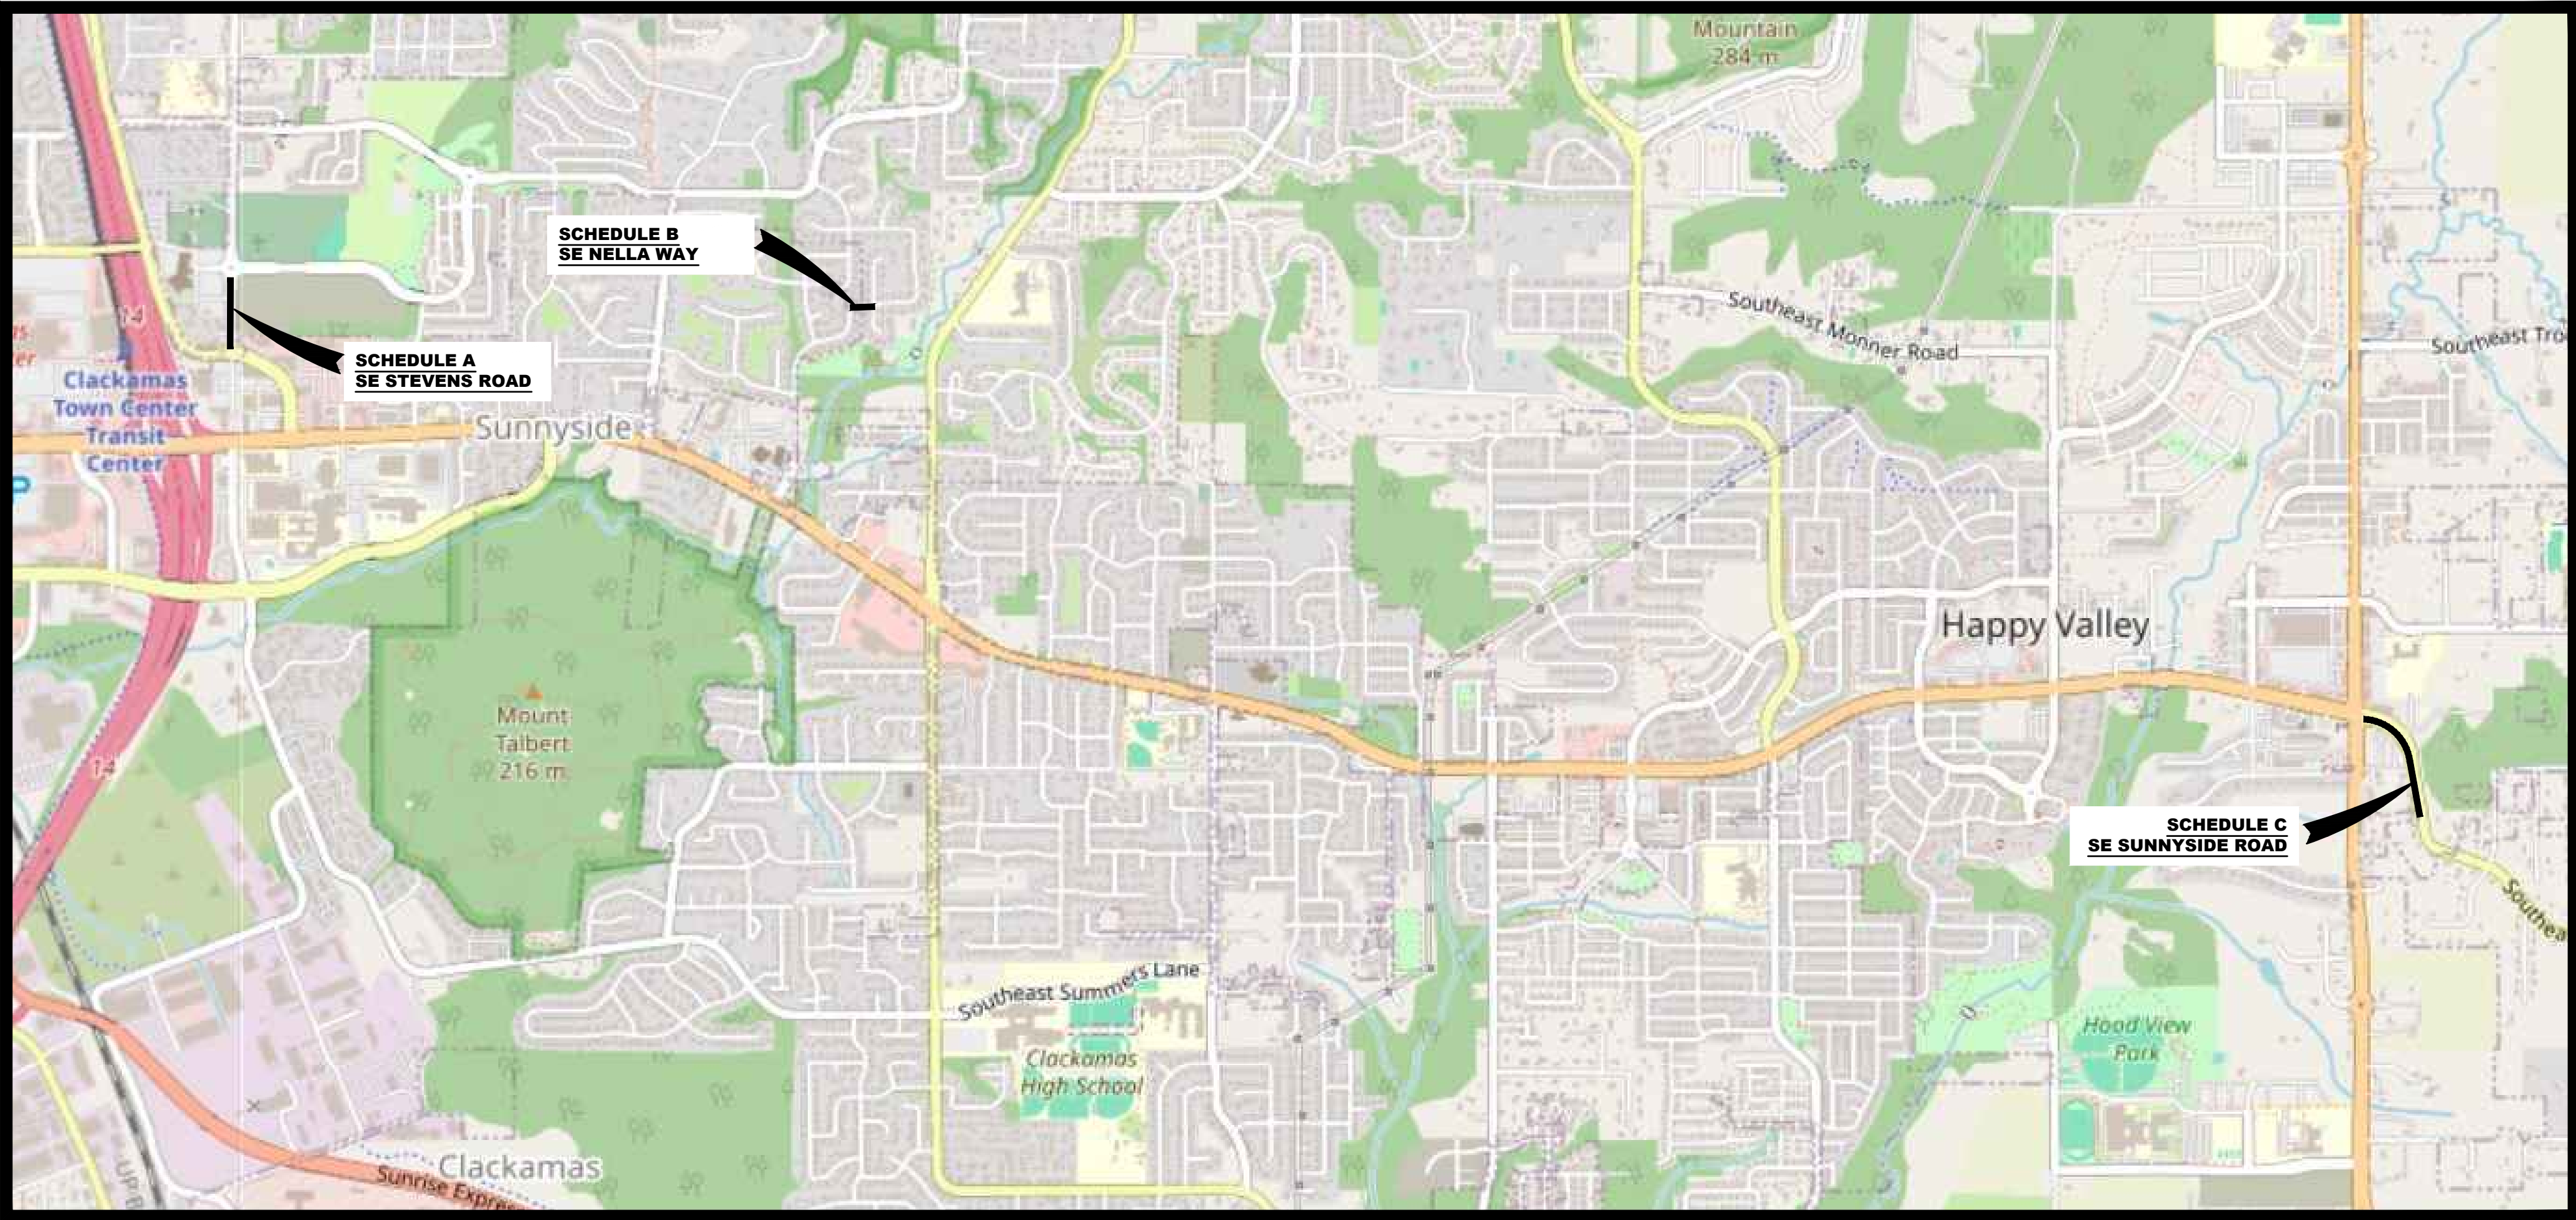 Mountain
284 m
SCHEDULE B
SE NELLA WAY
14
SCHEDULE A
SE STEVENS ROAD
Southeast Monner Road
Southeast Tro
er
Clackamas
Town Center
Transit
Center
Sunnyside
P
Happy Valley
Mount
Talbert
216 m
14
SCHEDULE C
SE SUNNYSIDE ROAD
Southea
Southeast Summers Lane
Clackamas
High School
Hood View
Park
Clackamas
Sunrise Expre